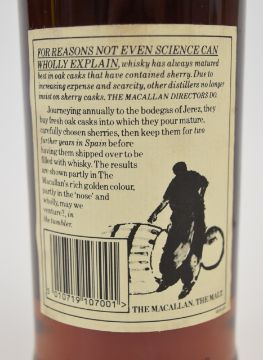 FOR REASONS NOT EVEN SCIENCE CAN
WHOLLY EXPLAIN, whisky has always matured
best in oak casks that have contained sherry. Due to
increasing expense and scarcity, other distilleries no longer
insist on sherry casks. THE MACALLAN DIRECTORS DO.
Journeying annually to the bodegas of Jerez, they
buy fresh oak casks into which they pour mature,
carefully chosen sherries, then keep them for two
further years in Spain before
having them shipped over to be
filled with whisky. The results
are shown partly in The
Macallan's rich golden colour,
partly in the 'nose' and
wholly, may we
venture?, in
the tumbler.
5 010719 107001
THE MACALLAN. THE MALT